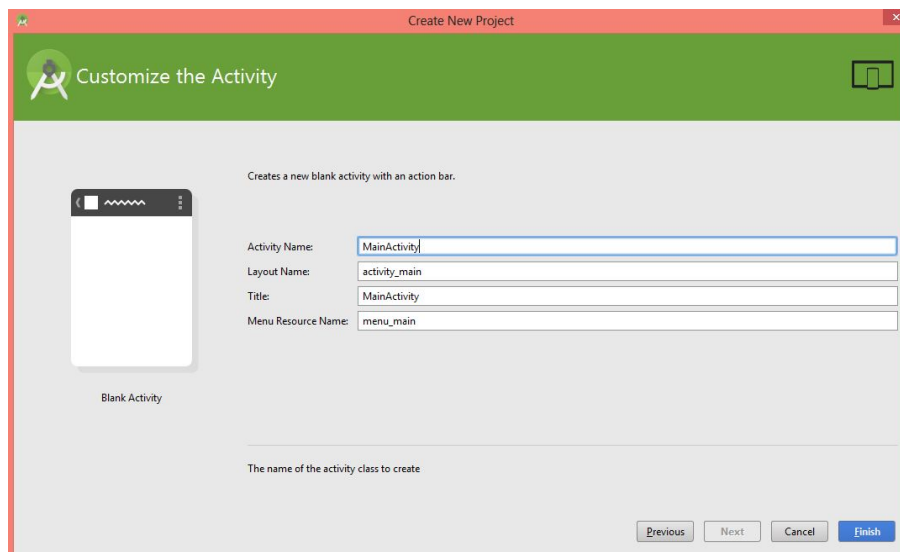 Create New Project
Customize the Activity
Creates a new blank activity with an action bar.
Activity Name: MainActivity
Layout Name: activity_main
Title: MainActivity
Menu Resource Name: menu_main
Blank Activity
The name of the activity class to create
Previous Next Cancel Finish